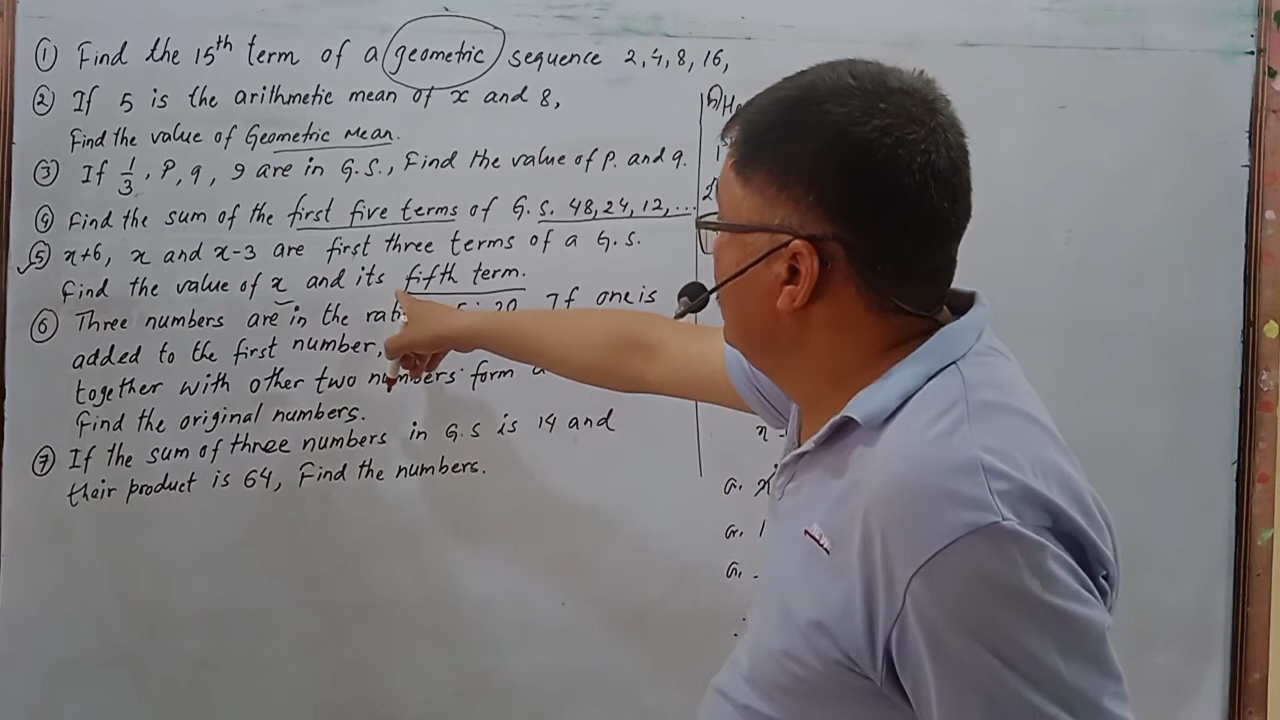 ① Find the 15th term of a geometric sequence 2, 4, 8, 16,
② If 5 is the arithmetic mean of x and 8,
Find the value of Geometric Mean.
③ If 1/3, P, q, 9 are in G.S., Find the value of P. and q.
④ Find the sum of the first five terms of G.S. 48, 24, 12, ...
⑤ x+6, x and x-3 are first three terms of a G.S.
Find the value of x and its fifth term.
⑥ Three numbers are in the 20 If one is
added to the first number,
together with other two numbers form
Find the original numbers.
⑦ If the sum of three numbers in G.S is 14 and
their product is 64, Find the numbers.